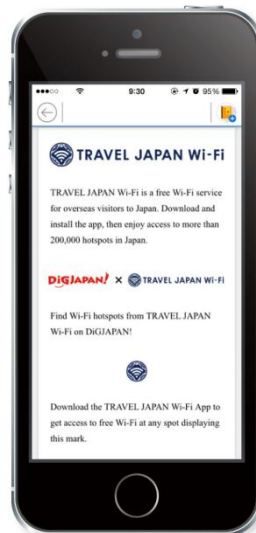 9:30
95%
TRAVEL JAPAN Wi-Fi
TRAVEL JAPAN Wi-Fi is a free Wi-Fi service
for overseas visitors to Japan. Download and
install the app, then enjoy access to more than
200,000 hotspots in Japan.
DiGJAPAN! × TRAVEL JAPAN Wi-Fi
Find Wi-Fi hotspots from TRAVEL JAPAN
Wi-Fi on DiGJAPAN!
Download the TRAVEL JAPAN Wi-Fi App to
get access to free Wi-Fi at any spot displaying
this mark.